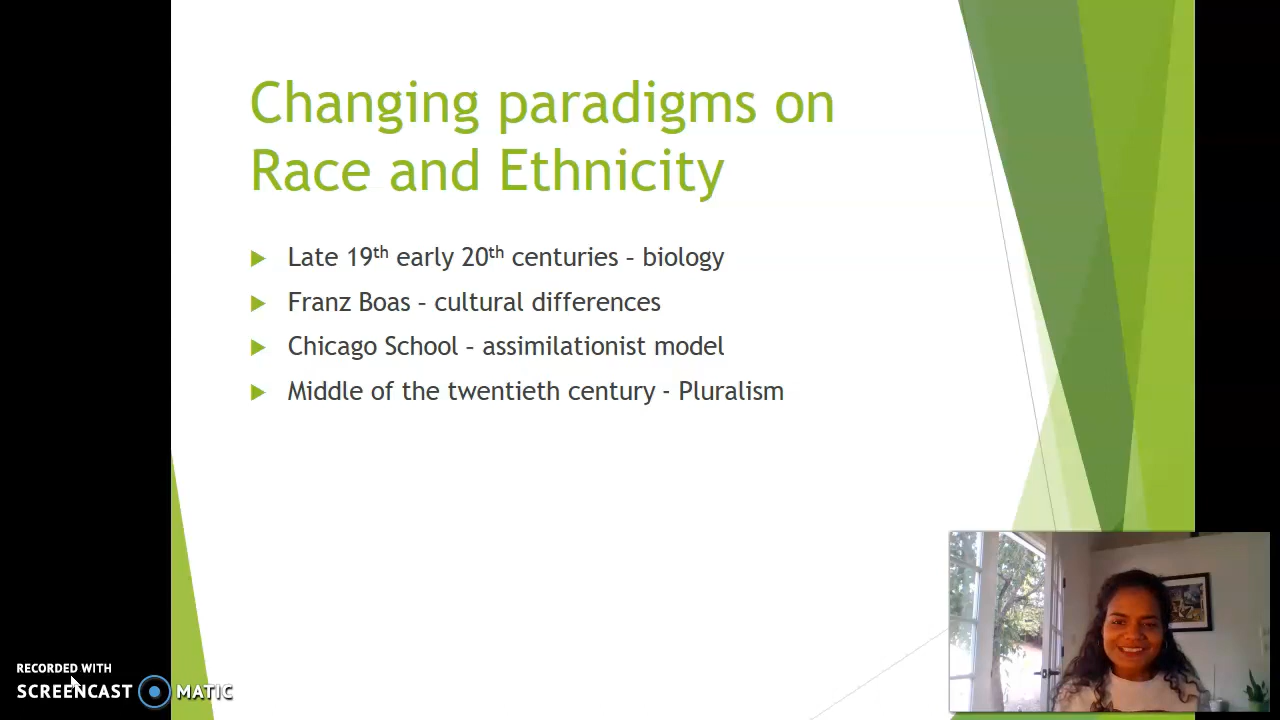 Changing paradigms on
Race and Ethnicity
Late 19th early 20th centuries – biology
Franz Boas – cultural differences
Chicago School – assimilationist model
Middle of the twentieth century - Pluralism
RECORDED WITH
SCREENCAST MATIC